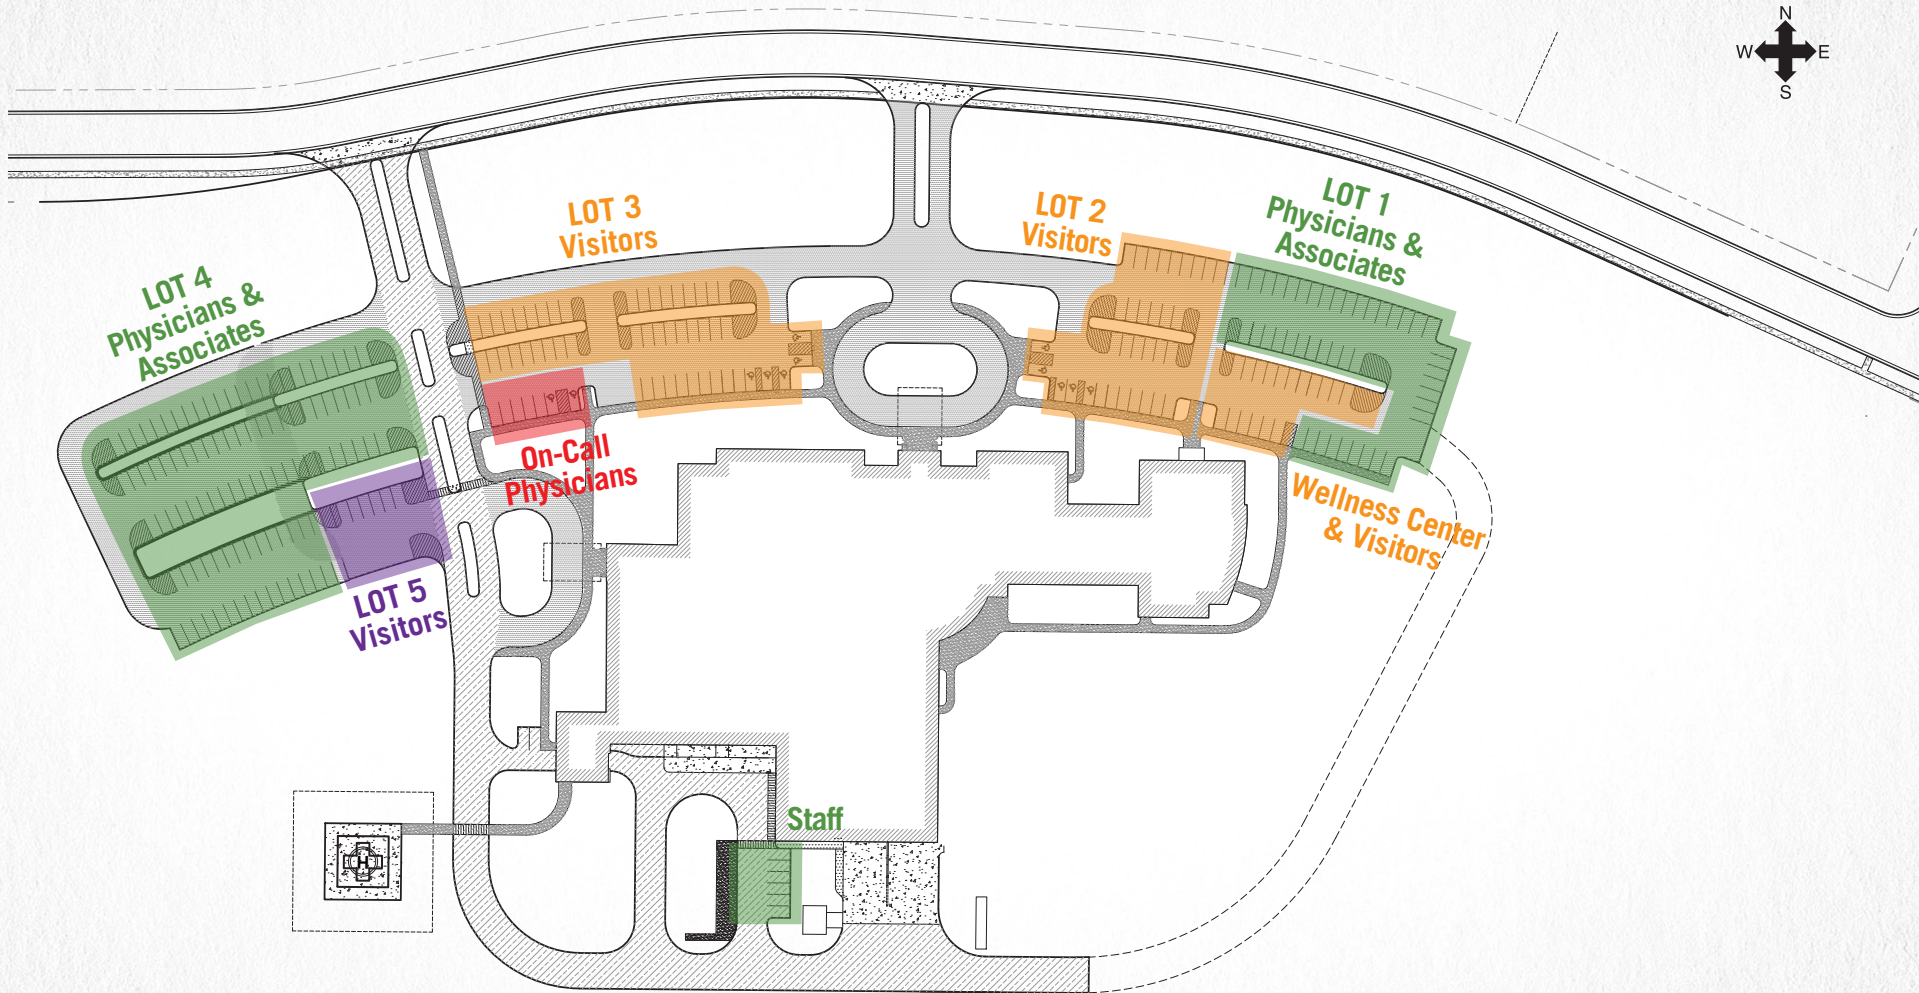 N
W E
S
LOT 1
Physicians &
Associates
LOT 2
Visitors
LOT 3
Visitors
LOT 4
Physicians &
Associates
On-Call
Physicians
Wellness Center
& Visitors
LOT 5
Visitors
Staff
H